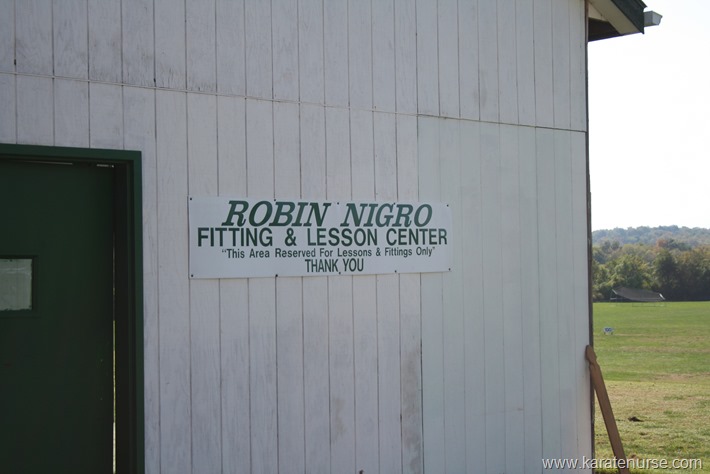 ROBIN NIGRO
FITTING & LESSON CENTER
"This Area Reserved For Lessons & Fittings Only"
THANK YOU
www.karatenurse.com